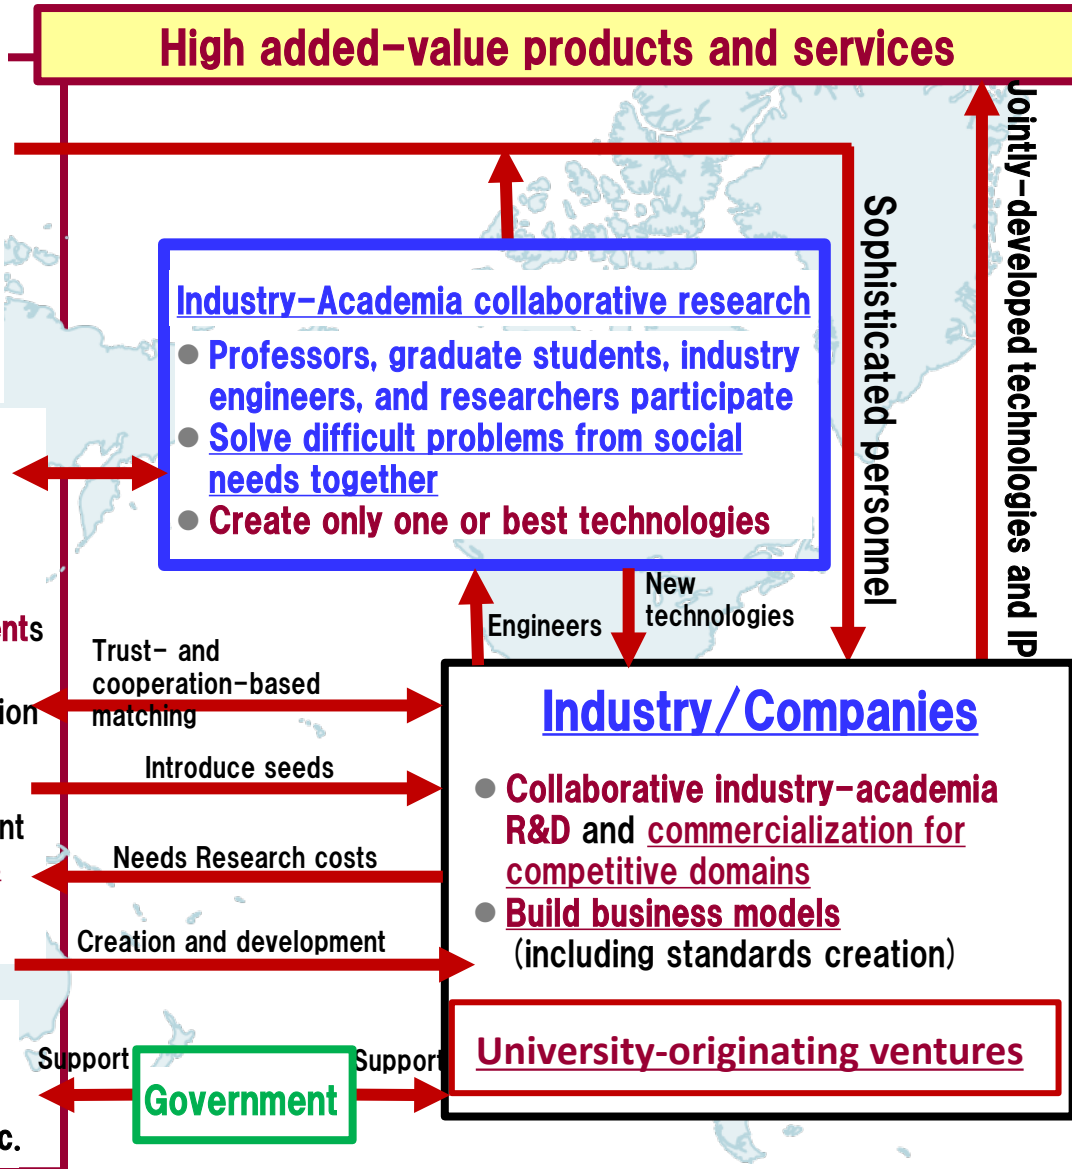 High added-value products and services
Jointly-developed technologies and IP
Sophisticated personnel
Industry-Academia collaborative research
● Professors, graduate students, industry
engineers, and researchers participate
● Solve difficult problems from social
needs together
● Create only one or best technologies
Engineers
New
technologies
Trust- and
cooperation-based
matching
Introduce seeds
Needs Research costs
Creation and development
Support
Government
Support
Industry/Companies
● Collaborative industry-academia
R&D and commercialization for
competitive domains
● Build business models
(including standards creation)
University-originating ventures
ents
ion
nt
c.